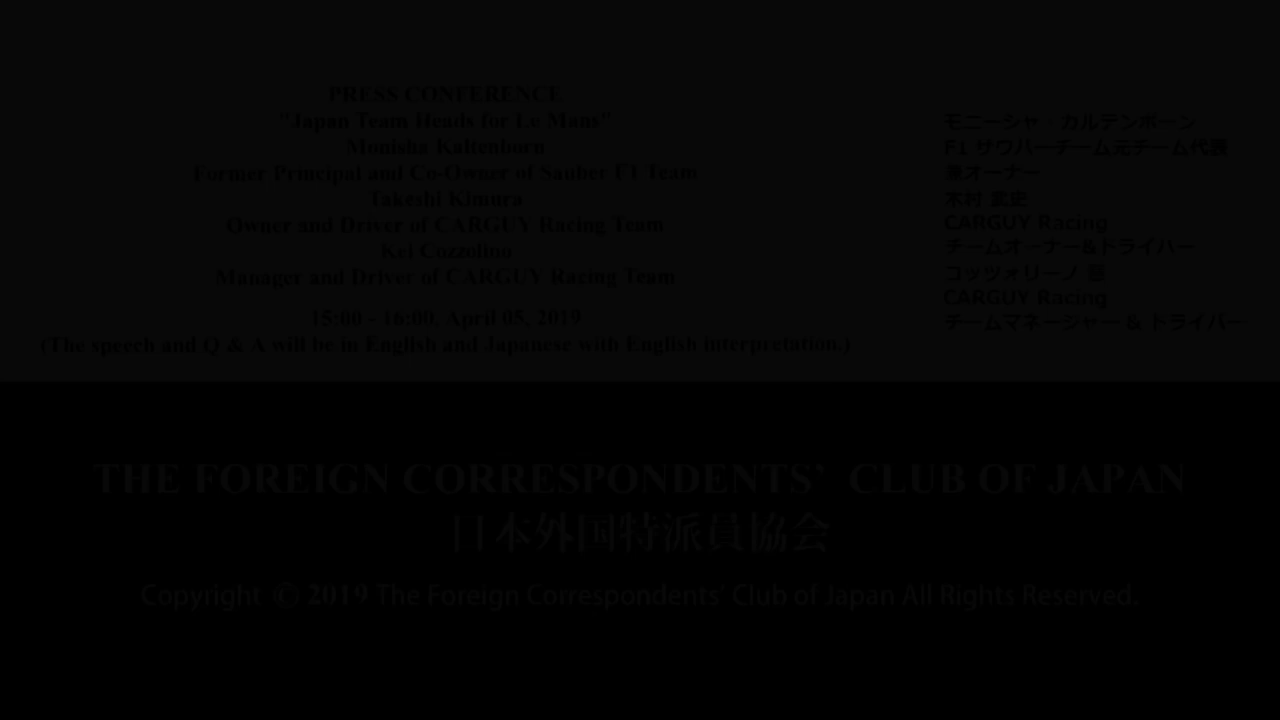 PRESS CONFERENCE
"Japan Team Heads for Le Mans"
Monisha Kaltenborn
Former Principal and Co-Owner of Sauber F1 Team
Takeshi Kimura
Owner and Driver of CARGUY Racing Team
Kei Cozzolino
Manager and Driver of CARGUY Racing Team
15:00 - 16:00, April 05, 2019
(The speech and Q & A will be in English and Japanese with English interpretation)
モニーシャ・カルテンボーン
F1 ザウバーチーム元チーム代表
兼オーナー
木村 武史
CARGUY Racing
チームオーナー&ドライバー
コッツォリーノ
CARGUY Racing
チームマネージャー & ドライバー
THE FOREIGN CORRESPONDENTS’ CLUB OF JAPAN
日本外国特派員協会
Copyright © 2019 The Foreign Correspondents’ Club of Japan All Rights Reserved.